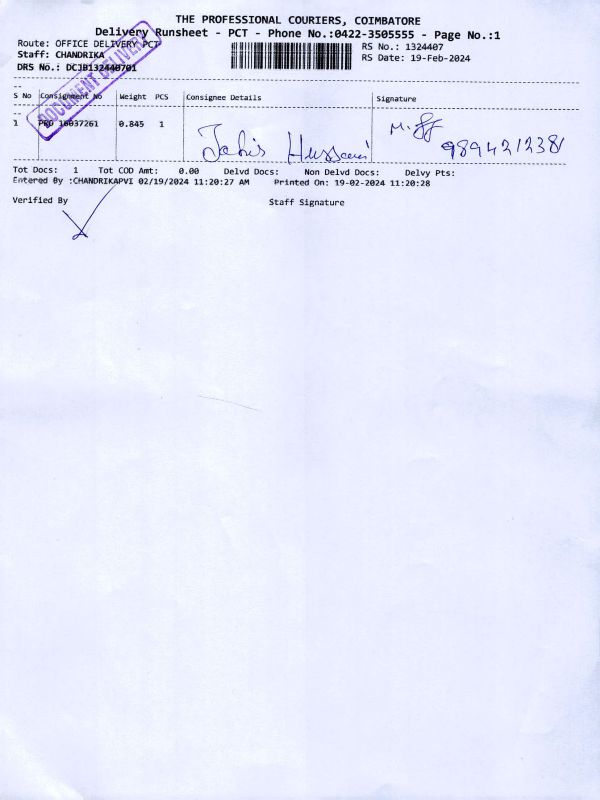 THE PROFESSIONAL COURIERS, COIMBATORE
Delivery Runsheet - PCT - Phone No.:0422-3505555 - Page No.:1
Route: OFFICE DELIVERY PCT
RS No.: 1324407
Staff: CHANDRIKA
RS Date: 19-Feb-2024
DRS No.: DCJB132440701
DOCUMENT DELIVERY
S No Consignment No Weight PCS Consignee Details Signature
1 PRO 16037261 0.845 1
Hussain
M.
9894212381
Tot Docs: 1 Tot COD Amt: 0.00 Delvd Docs: Non Delvd Docs: Delvy Pts:
Entered By :CHANDRIKAPVI 02/19/2024 11:20:27 AM Printed On: 19-02-2024 11:20:28
Verified By Staff Signature